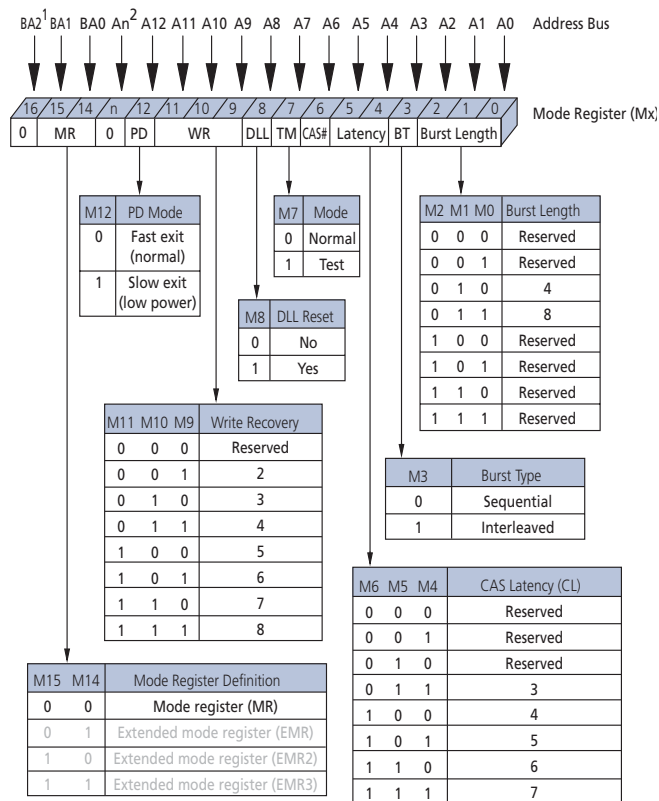 BA2¹ BA1 BA0 An² A12 A11 A10 A9 A8 A7 A6 A5 A4 A3 A2 A1 A0 Address Bus
16 15 14 n 12 11 10 9 8 7 6 5 4 3 2 1 0 Mode Register (Mx)
0 MR 0 PD WR DLL TM CAS# Latency BT Burst Length
M12 PD Mode
0 Fast exit
(normal)
1 Slow exit
(low power)
M7 Mode
0 Normal
1 Test
M2 M1 M0 Burst Length
0 0 0 Reserved
0 0 1 Reserved
0 1 0 4
0 1 1 8
1 0 0 Reserved
1 0 1 Reserved
1 1 0 Reserved
1 1 1 Reserved
M8 DLL Reset
0 No
1 Yes
M11 M10 M9 Write Recovery
0 0 0 Reserved
0 0 1 2
0 1 0 3
0 1 1 4
1 0 0 5
1 0 1 6
1 1 0 7
1 1 1 8
M3 Burst Type
0 Sequential
1 Interleaved
M6 M5 M4 CAS Latency (CL)
0 0 0 Reserved
0 0 1 Reserved
0 1 0 Reserved
0 1 1 3
1 0 0 4
1 0 1 5
1 1 0 6
1 1 1 7
M15 M14 Mode Register Definition
0 0 Mode register (MR)
0 1 Extended mode register (EMR)
1 0 Extended mode register (EMR2)
1 1 Extended mode register (EMR3)